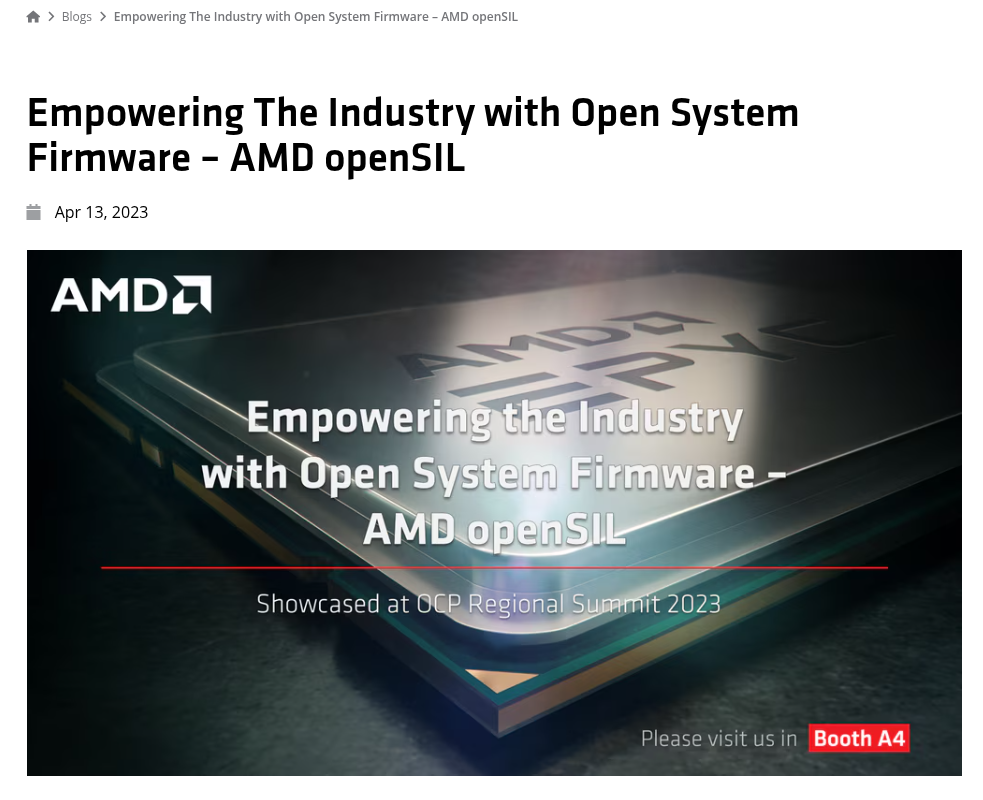 Blogs
Empowering The Industry with Open System Firmware – AMD openSIL
Empowering The Industry with Open System
Firmware – AMD openSIL
Apr 13, 2023
AMD
AMD
EPYC
Empowering the Industry
with Open System Firmware –
AMD openSIL
Showcased at OCP Regional Summit 2023
Please visit us in Booth A4